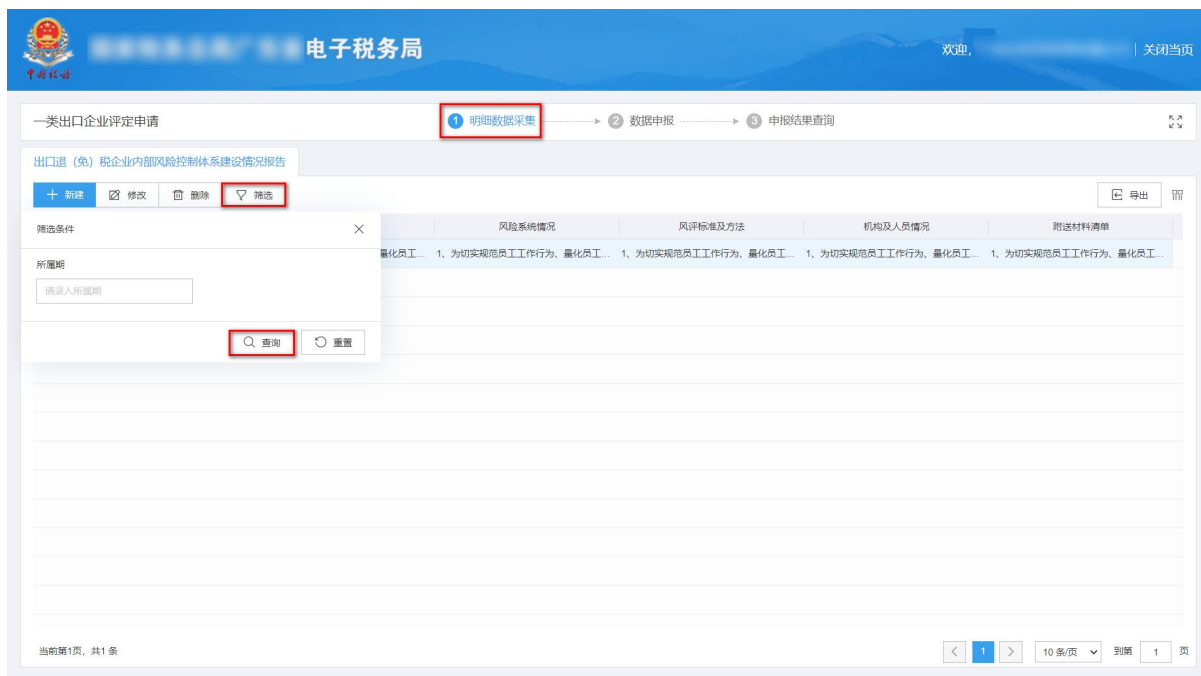 电子税务局
欢迎,
关闭当页
中国税务
一类出口企业评定申请
1 明细数据采集
2 数据申报
3 申报结果查询
出口退（免）税企业内部风险控制体系建设情况报告
新建
修改
删除
筛选
导出
筛选条件
风险系统情况
风评标准及方法
机构及人员情况
附送材料清单
量化员工... 1、为切实规范员工工作行为、量化员工... 1、为切实规范员工工作行为、量化员工... 1、为切实规范员工工作行为、量化员工... 1、为切实规范员工工作行为、量化员工...
所属期
请录入所属期
查询
重置
当前第1页，共1 条
1
10 条/页
到第 1 页